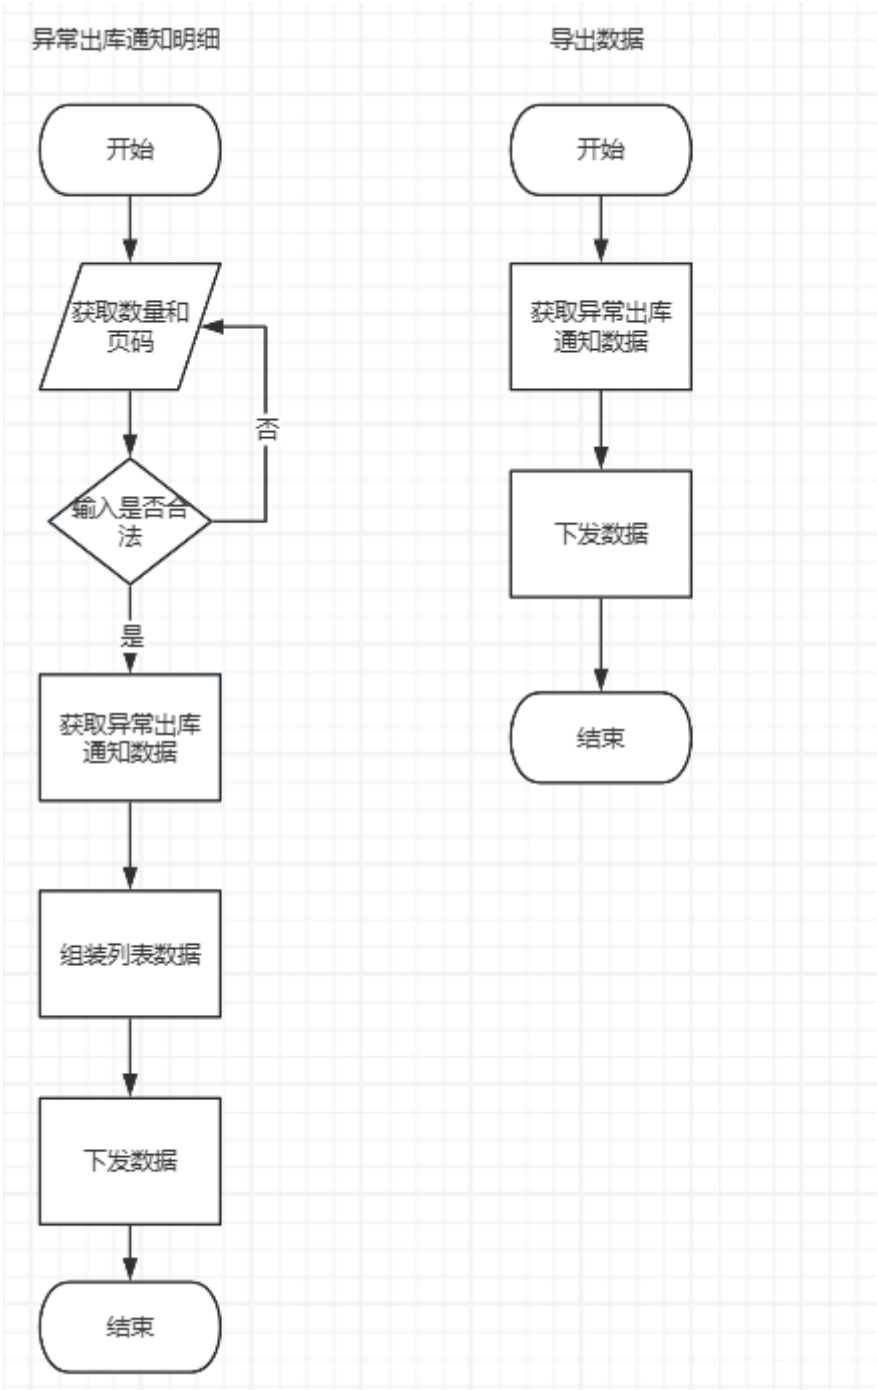 异常出库通知明细
开始
获取数量和
页码
否
输入是否合
法
是
获取异常出库
通知数据
组装列表数据
下发数据
结束
导出数据
开始
获取异常出库
通知数据
下发数据
结束